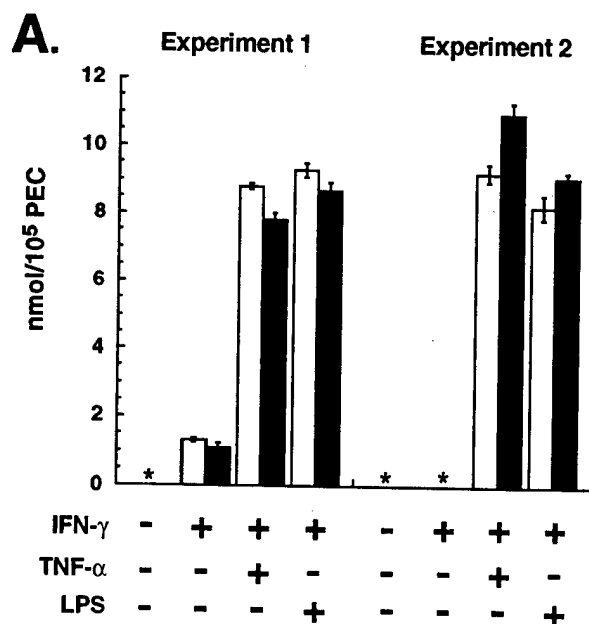 A.
Experiment 1 Experiment 2
nmol/10⁵ PEC
12
10
8
6
4
2
0
* * *
IFN-γ - + + + - + + +
TNF-α - - + - - - + -
LPS - - - + - - - +